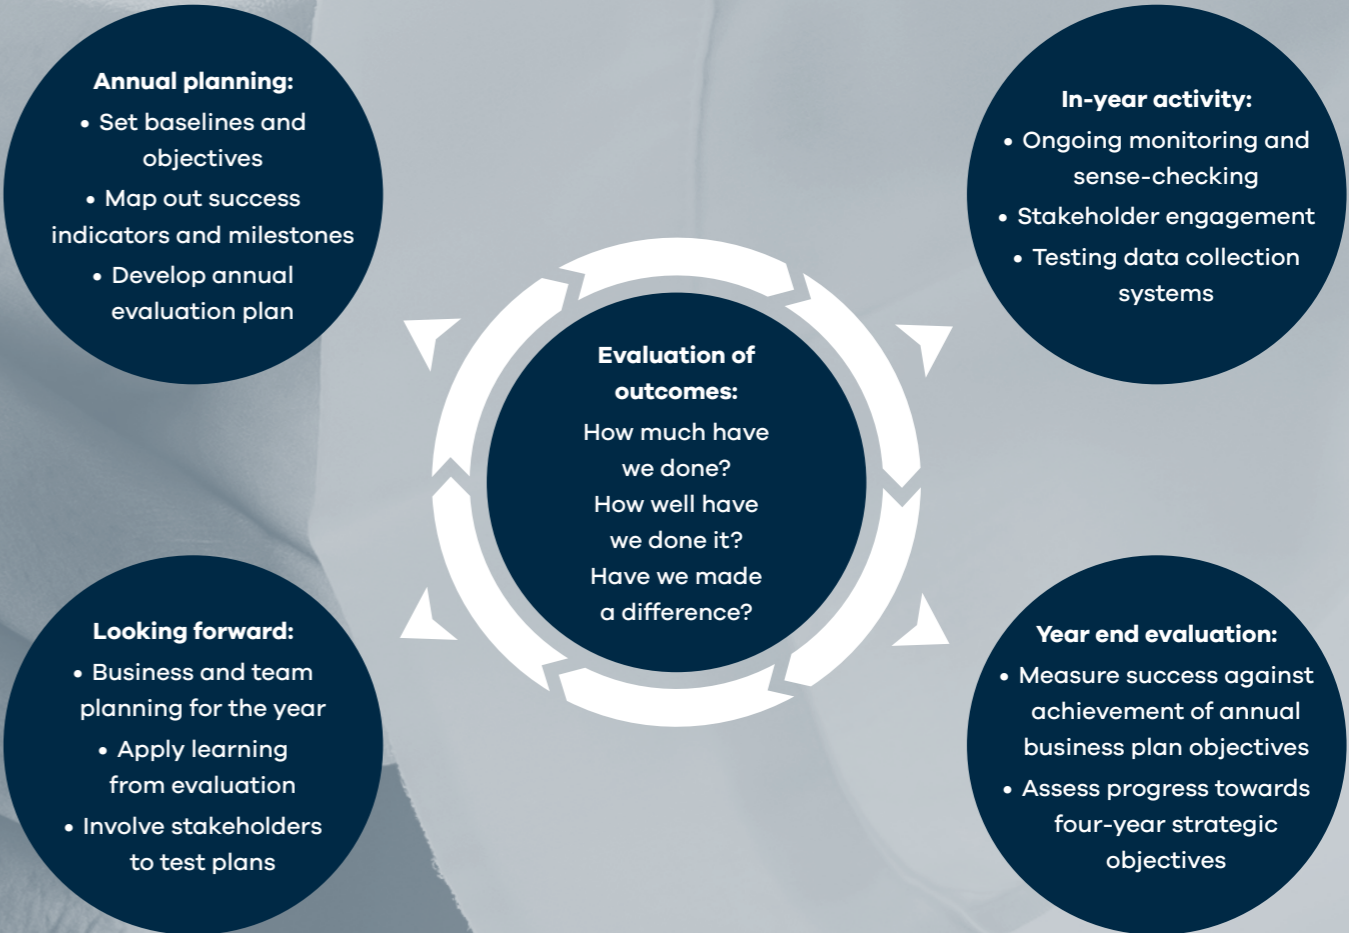 Annual planning:
• Set baselines and
objectives
• Map out success
indicators and milestones
• Develop annual
evaluation plan
In-year activity:
• Ongoing monitoring and
sense-checking
• Stakeholder engagement
• Testing data collection
systems
Evaluation of
outcomes:
How much have
we done?
How well have
we done it?
Have we made
a difference?
Looking forward:
• Business and team
planning for the year
• Apply learning
from evaluation
• Involve stakeholders
to test plans
Year end evaluation:
• Measure success against
achievement of annual
business plan objectives
• Assess progress towards
four-year strategic
objectives